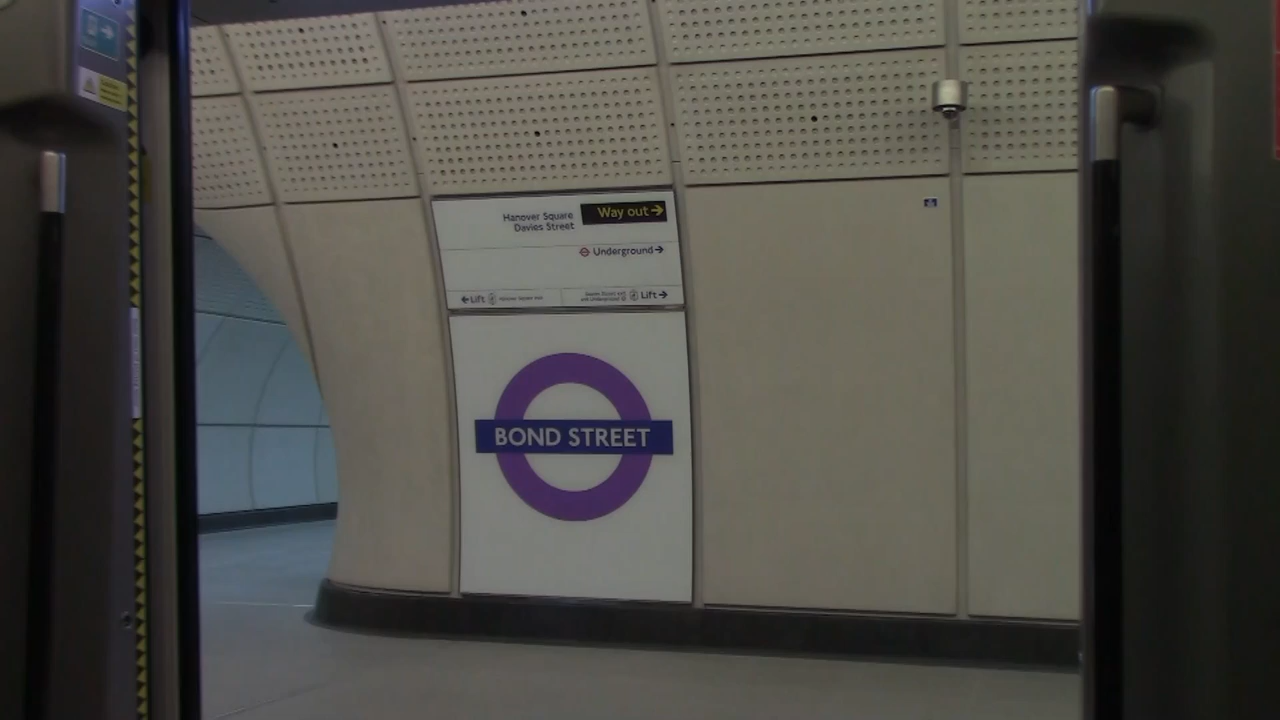 Way out →
Hanover Square
Davies Street
Underground →
← Lift
Lift →
BOND STREET